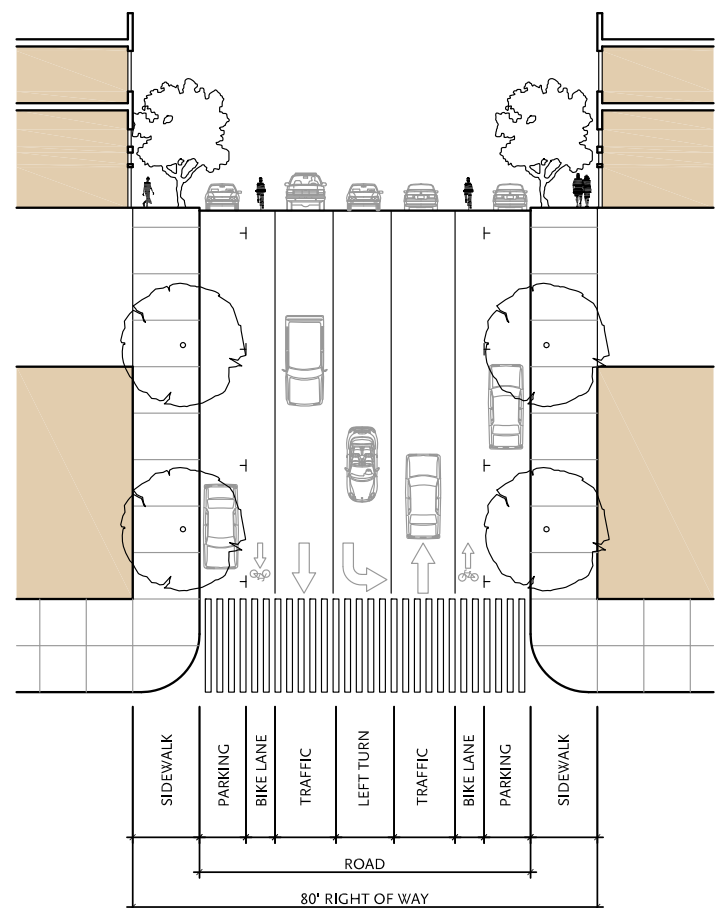 SIDEWALK
PARKING
BIKE LANE
TRAFFIC
LEFT TURN
TRAFFIC
BIKE LANE
PARKING
SIDEWALK
ROAD
80' RIGHT OF WAY